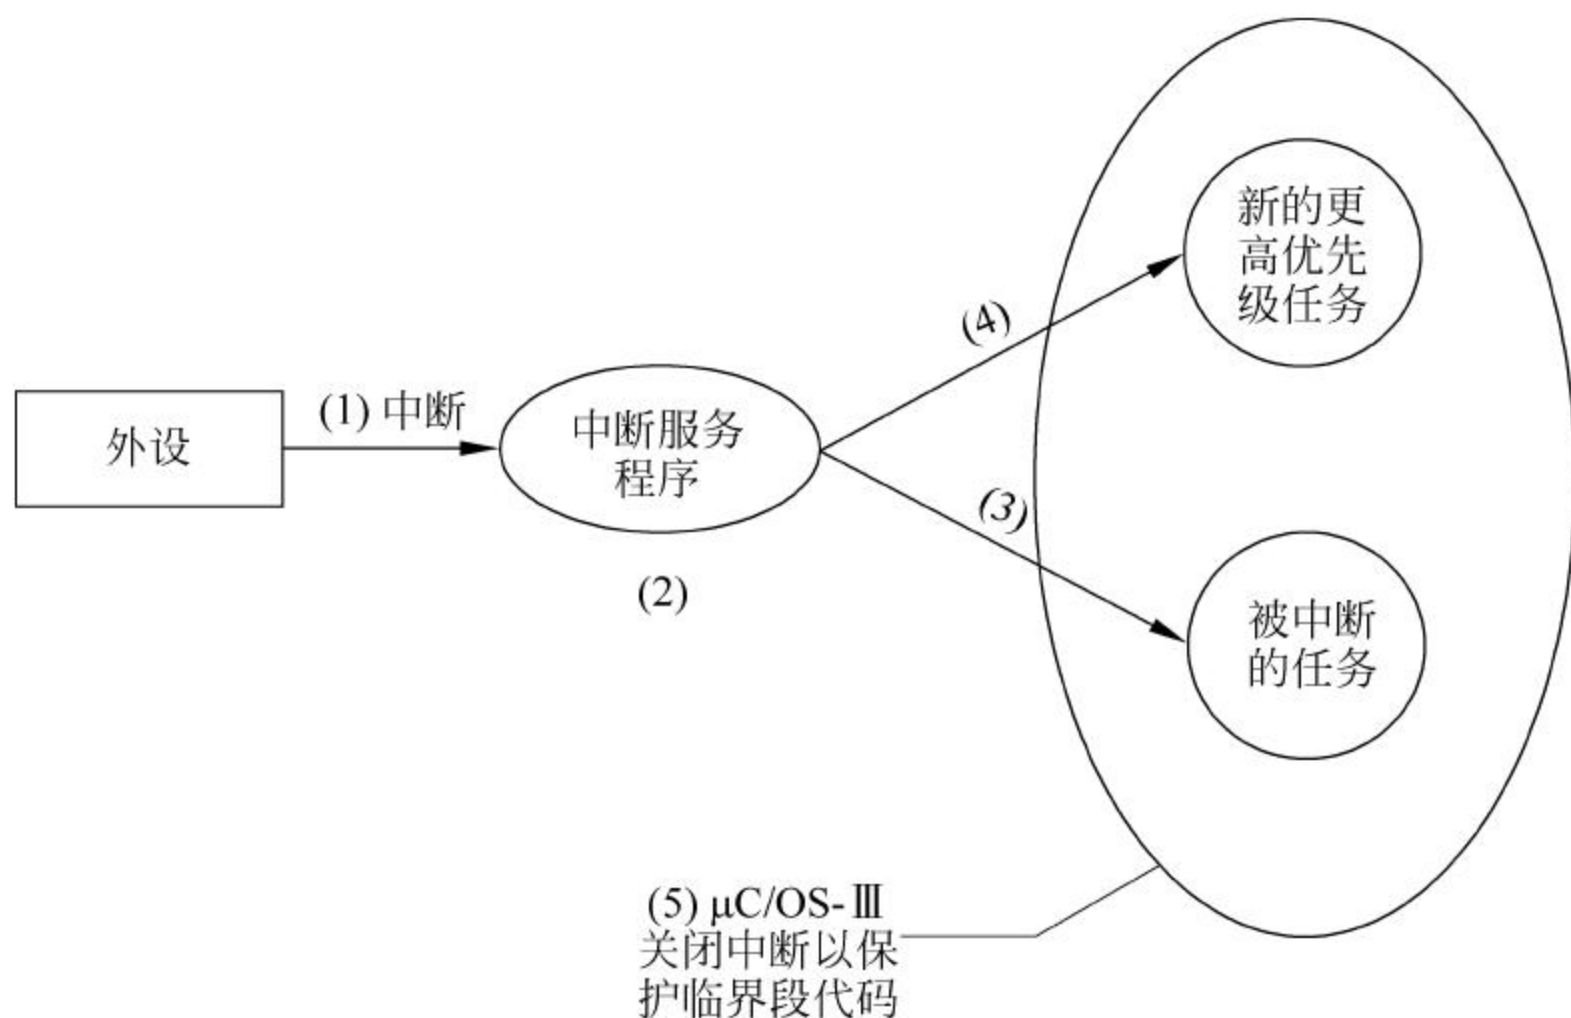 新的更
高优先
级任务
(4)
(1) 中断
外设
中断服务
程序
(3)
(2)
被中断
的任务
(5) μC/OS-Ⅲ
关闭中断以保
护临界段代码